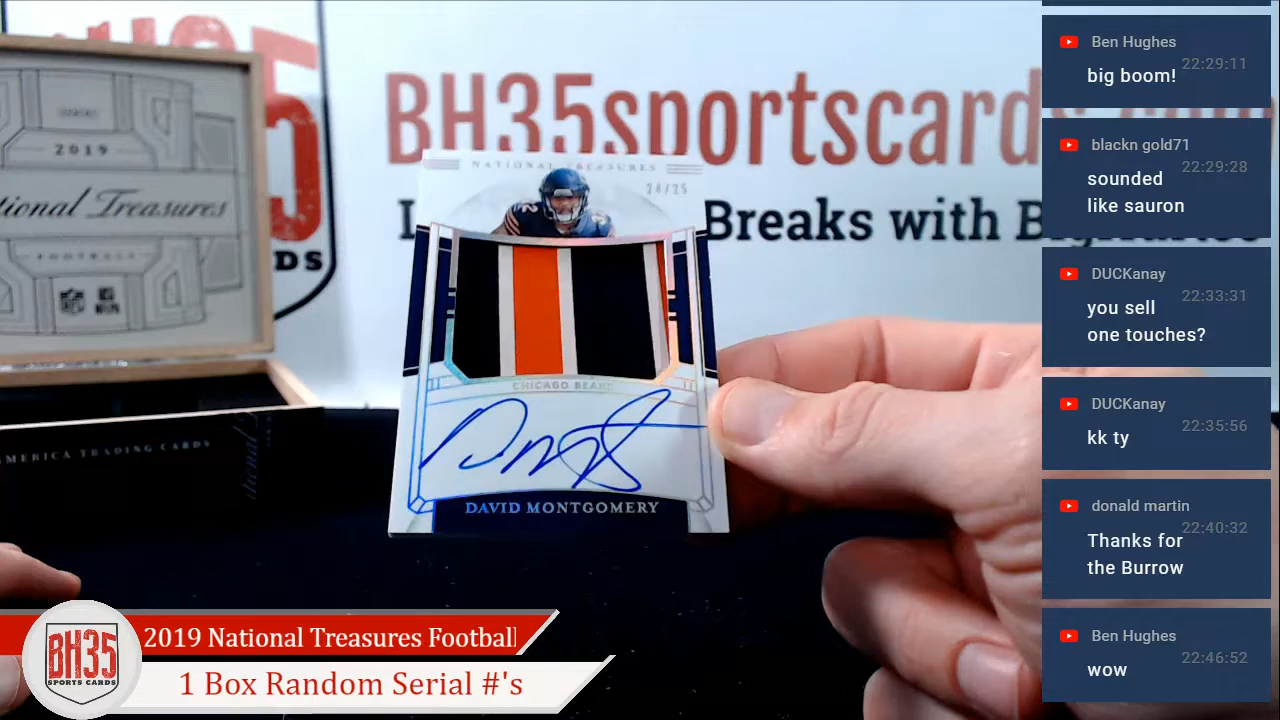 BH35sportscards
Breaks with
2019
National Treasures
FOOTBALL
AMERICA TRADING CARDS
NATIONAL TREASURES
24/25
CHICAGO BEARS
DAVID MONTGOMERY
BH35
SPORTS CARDS
2019 National Treasures Football
1 Box Random Serial #'s
Ben Hughes
22:29:11
big boom!
blackn gold71
22:29:28
sounded
like sauron
DUCKanay
22:33:31
you sell
one touches?
DUCKanay
22:35:56
kk ty
donald martin
22:40:32
Thanks for
the Burrow
Ben Hughes
22:46:52
wow